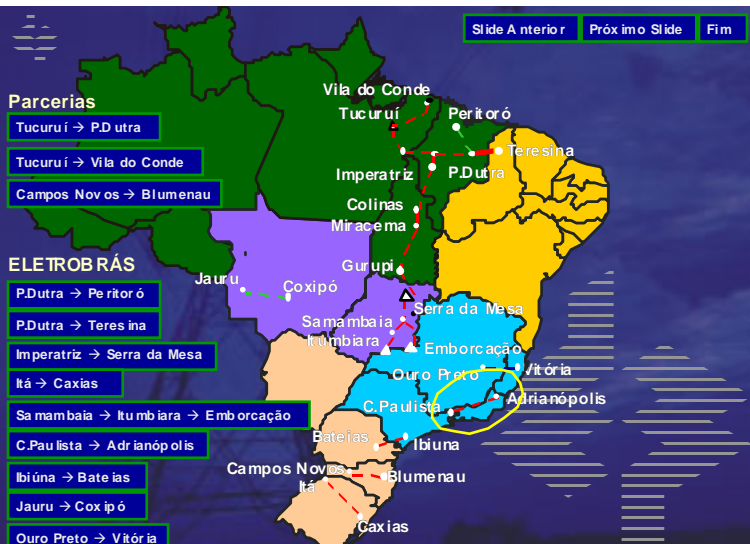 Slide Anterior
Próximo Slide
Fim
Parcerias
Tucuruí → P.Dutra
Tucuruí → Vila do Conde
Campos Novos → Blumenau
ELETROBRÁS
P.Dutra → Peritoró
P.Dutra → Teresina
Imperatriz → Serra da Mesa
Itá → Caxias
Samambaia → Itumbiara → Emborcação
C.Paulista → Adrianópolis
Ibiúna → Bateias
Jauru → Coxipó
Ouro Preto → Vitória
Vila do Conde
Tucuruí
Peritoró
Teresina
Imperatriz
P.Dutra
Colinas
Miracema
Gurupi
Jauru
Coxipó
Serra da Mesa
Samambaia
Itumbiara
Emborcação
Ouro Preto
Vitória
C.Paulista
Adrianópolis
Bateias
Ibiuna
Campos Novos
Itá
Blumenau
Caxias